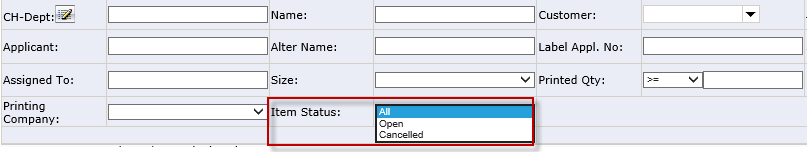 CH-Dept: Name: Customer:
Applicant: Alter Name: Label Appl. No:
Assigned To: Size: Printed Qty: >=
Printing
Company:
Item Status: All
Open
Cancelled